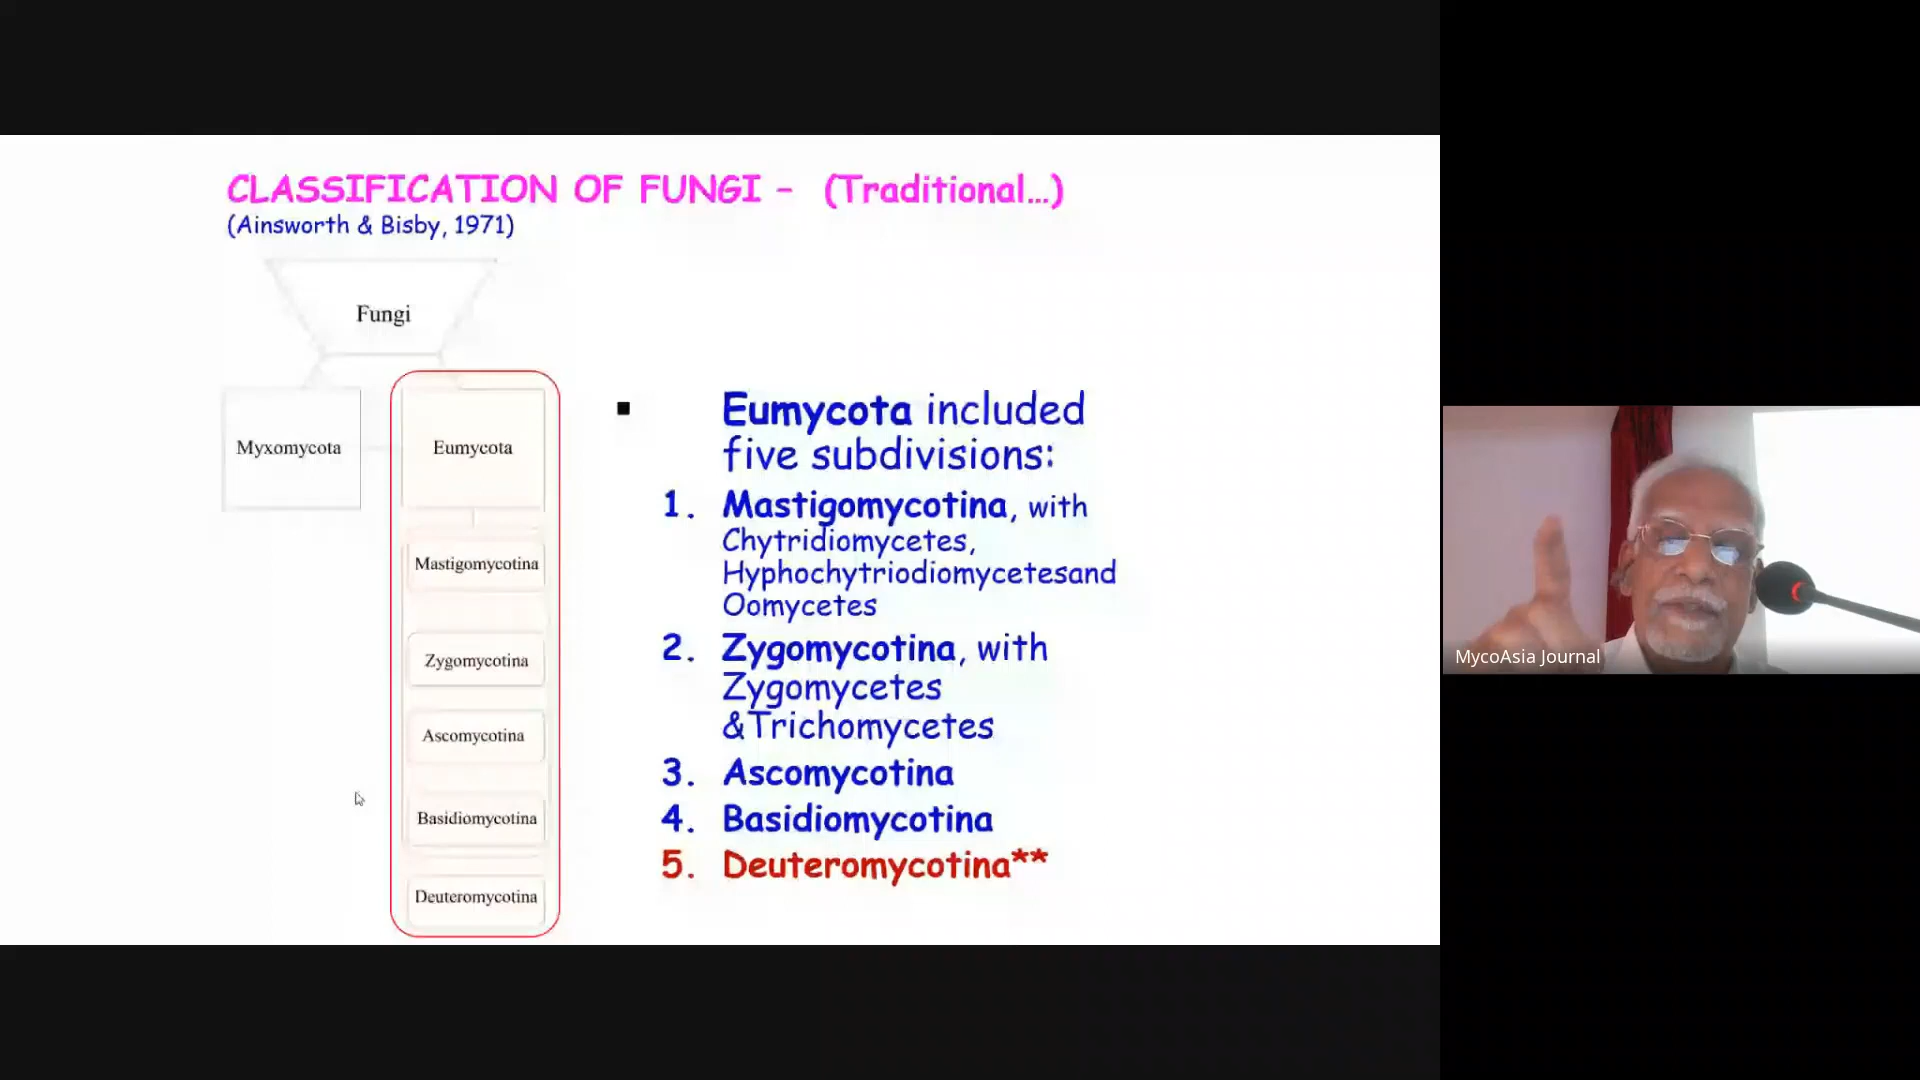 CLASSIFICATION OF FUNGI – (Traditional...)
(Ainsworth & Bisby, 1971)
Fungi
Myxomycota
Eumycota
Mastigomycotina
Zygomycotina
Ascomycotina
Basidiomycotina
Deuteromycotina
▪ Eumycota included
five subdivisions:
1. Mastigomycotina, with
Chytridiomycetes,
Hyphochytriodiomycetesand
Oomycetes
2. Zygomycotina, with
Zygomycetes
&Trichomycetes
3. Ascomycotina
4. Basidiomycotina
5. Deuteromycotina**
MycoAsia Journal